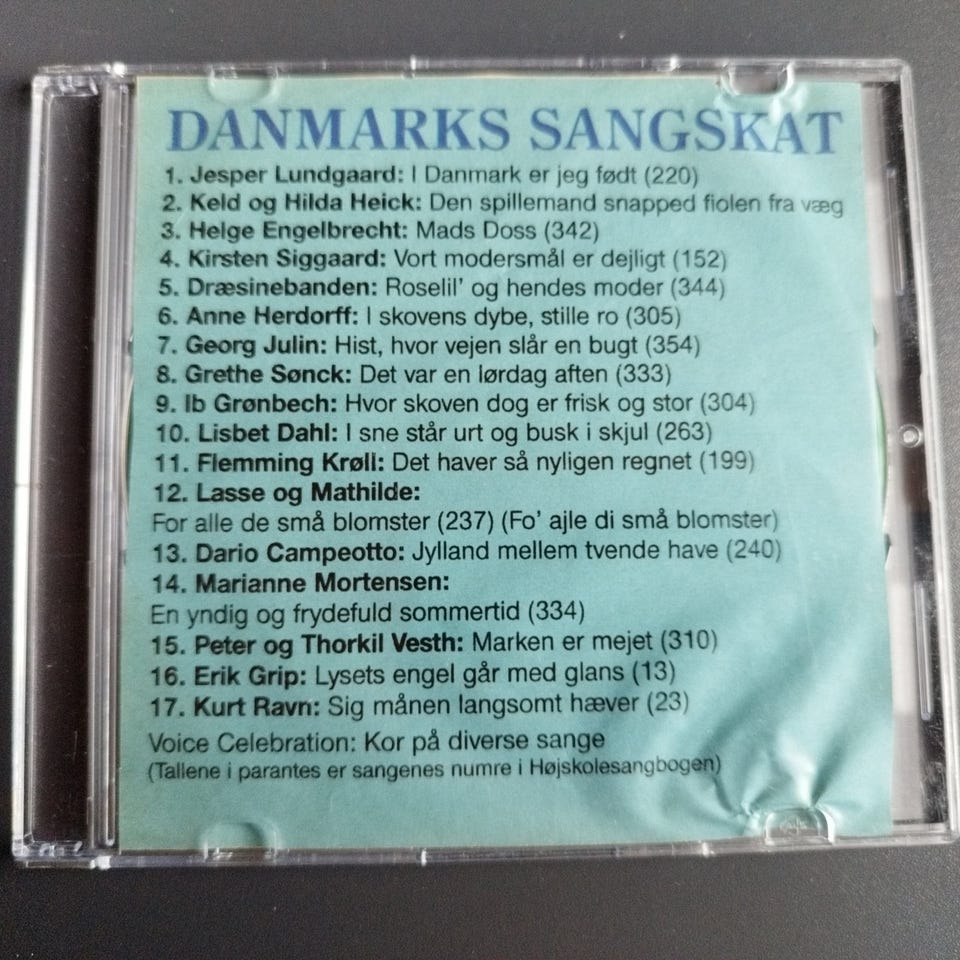 DANMARKS SANGSKAT
1. Jesper Lundgaard: I Danmark er jeg født (220)
2. Keld og Hilda Heick: Den spillemand snapped fiolen fra væg
3. Helge Engelbrecht: Mads Doss (342)
4. Kirsten Siggaard: Vort modersmål er dejligt (152)
5. Dræsinebanden: Roselil' og hendes moder (344)
6. Anne Herdorff: I skovens dybe, stille ro (305)
7. Georg Julin: Hist, hvor vejen slår en bugt (354)
8. Grethe Sønck: Det var en lørdag aften (333)
9. Ib Grønbech: Hvor skoven dog er frisk og stor (304)
10. Lisbet Dahl: I sne står urt og busk i skjul (263)
11. Flemming Krøll: Det haver så nyligen regnet (199)
12. Lasse og Mathilde:
For alle de små blomster (237) (Fo' ajle di små blomster)
13. Dario Campeotto: Jylland mellem tvende have (240)
14. Marianne Mortensen:
En yndig og frydefuld sommertid (334)
15. Peter og Thorkil Vesth: Marken er mejet (310)
16. Erik Grip: Lysets engel går med glans (13)
17. Kurt Ravn: Sig månen langsomt hæver (23)
Voice Celebration: Kor på diverse sange
(Tallene i parantes er sangenes numre i Højskolesangbogen)